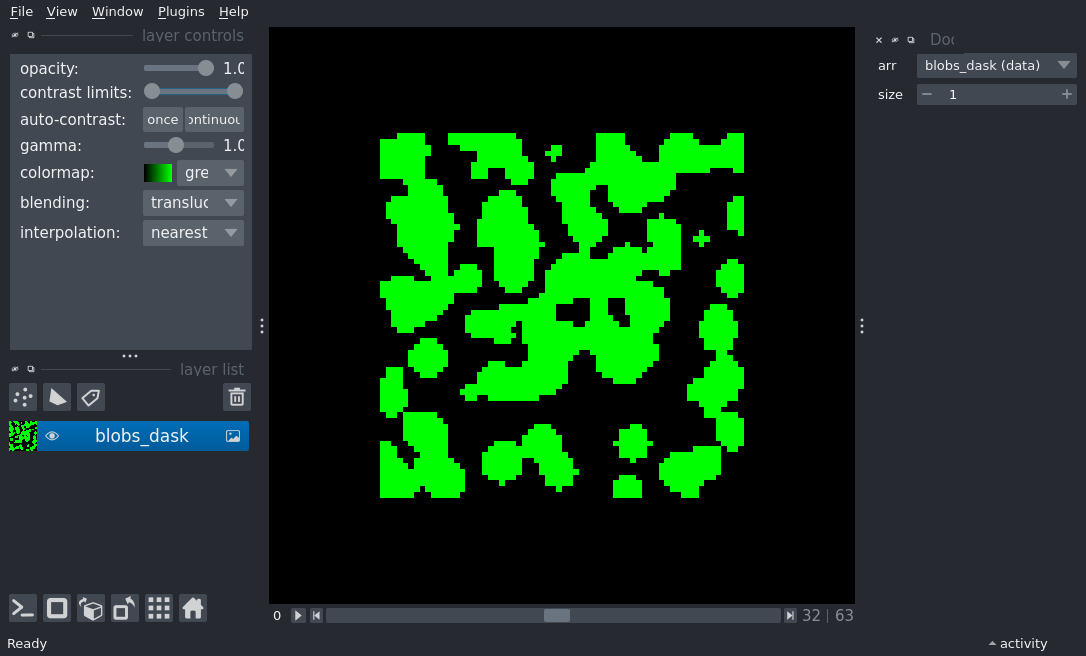 File View Window Plugins Help
layer controls
opacity: 1.0
contrast limits:
auto-contrast: once ontinuou
gamma: 1.0
colormap: gre
blending: transluc
interpolation: nearest
layer list
blobs_dask
0 32 | 63
Ready
activity
Doc
arr blobs_dask (data)
size 1